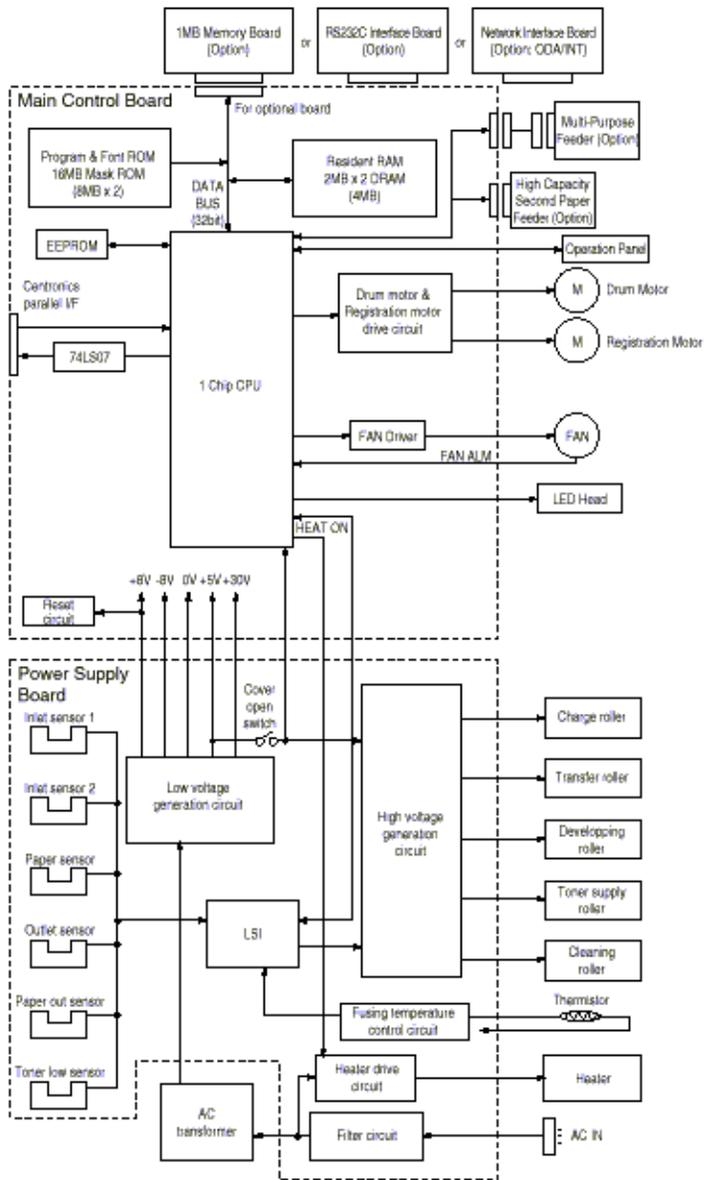 1MB Memory Board
(Option)
or
RS232C Interface Board
(Option)
or
Network Interface Board
(Option: ODA/INT)
Main Control Board
For optional board
Program & Font ROM
16MB Mask ROM
(8MB x 2)
DATA
BUS
(32bit)
Resident RAM
2MB x 2 DRAM
(4MB)
Multi-Purpose
Feeder (Option)
High Capacity
Second Paper
Feeder (Option)
EEPROM
Operation Panel
Centronics
parallel I/F
Drum motor &
Registration motor
drive circuit
M
Drum Motor
M
Registration Motor
74LS07
1 Chip CPU
FAN Driver
FAN
FAN ALM
LED Head
HEAT ON
+8V -8V 0V +5V +30V
Reset
circuit
Power Supply
Board
Cover
open
switch
Inlet sensor 1
Charge roller
Low voltage
generation circuit
Inlet sensor 2
Transfer roller
High voltage
generation
circuit
Developping
roller
Paper sensor
Toner supply
roller
Outlet sensor
LSI
Cleaning
roller
Paper out sensor
Fusing temperature
control circuit
Thermistor
Toner low sensor
Heater drive
circuit
Heater
AC
transformer
Filter circuit
AC IN